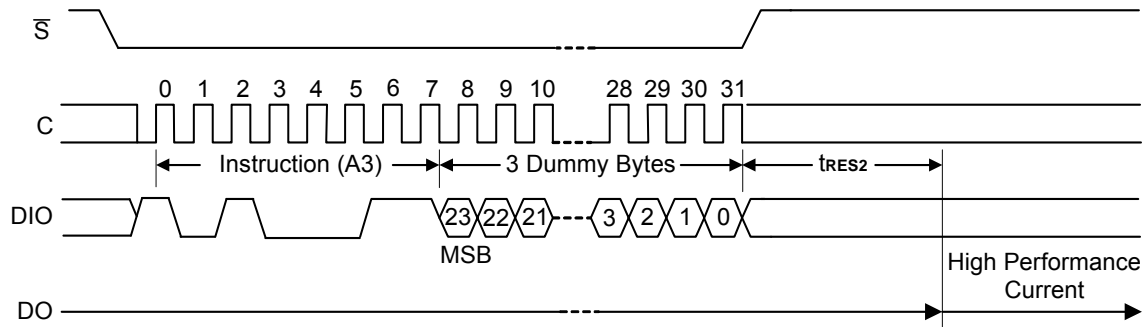 S̅
0 1 2 3 4 5 6 7 8 9 10 28 29 30 31
C
Instruction (A3) 3 Dummy Bytes tRES2
DIO 23 22 21 3 2 1 0
MSB
High Performance
Current
DO